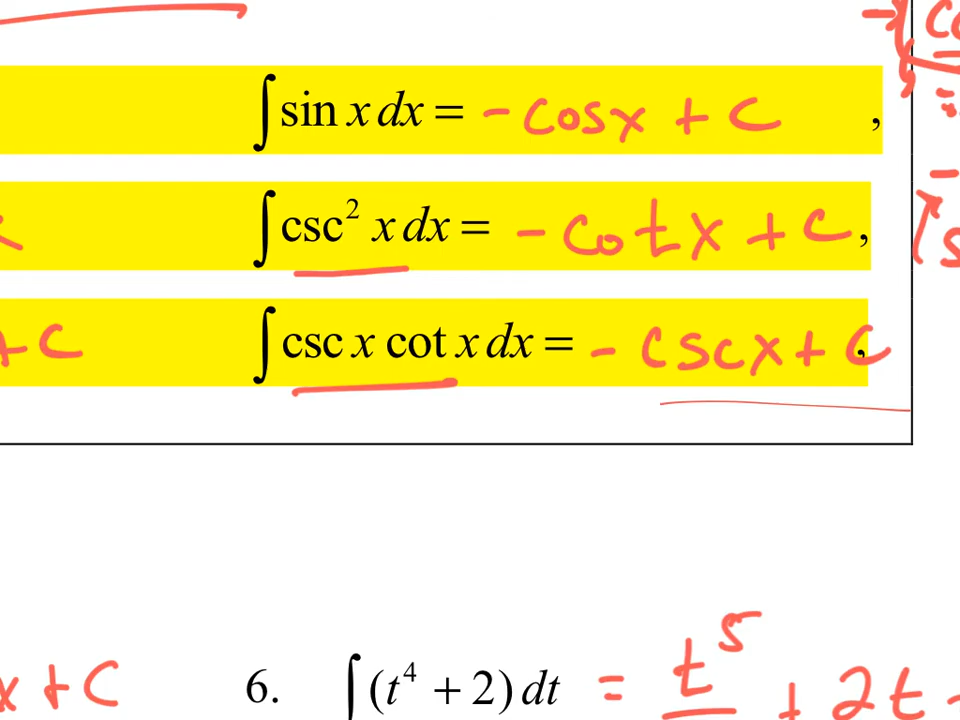 ∫ sin x dx = - cosx + c ,
∫ csc² x dx = - cotx + c ,
+c ∫ csc x cot x dx = - cscx + c ,
x + c 6. ∫ (t⁴ + 2) dt = t⁵ + 2t